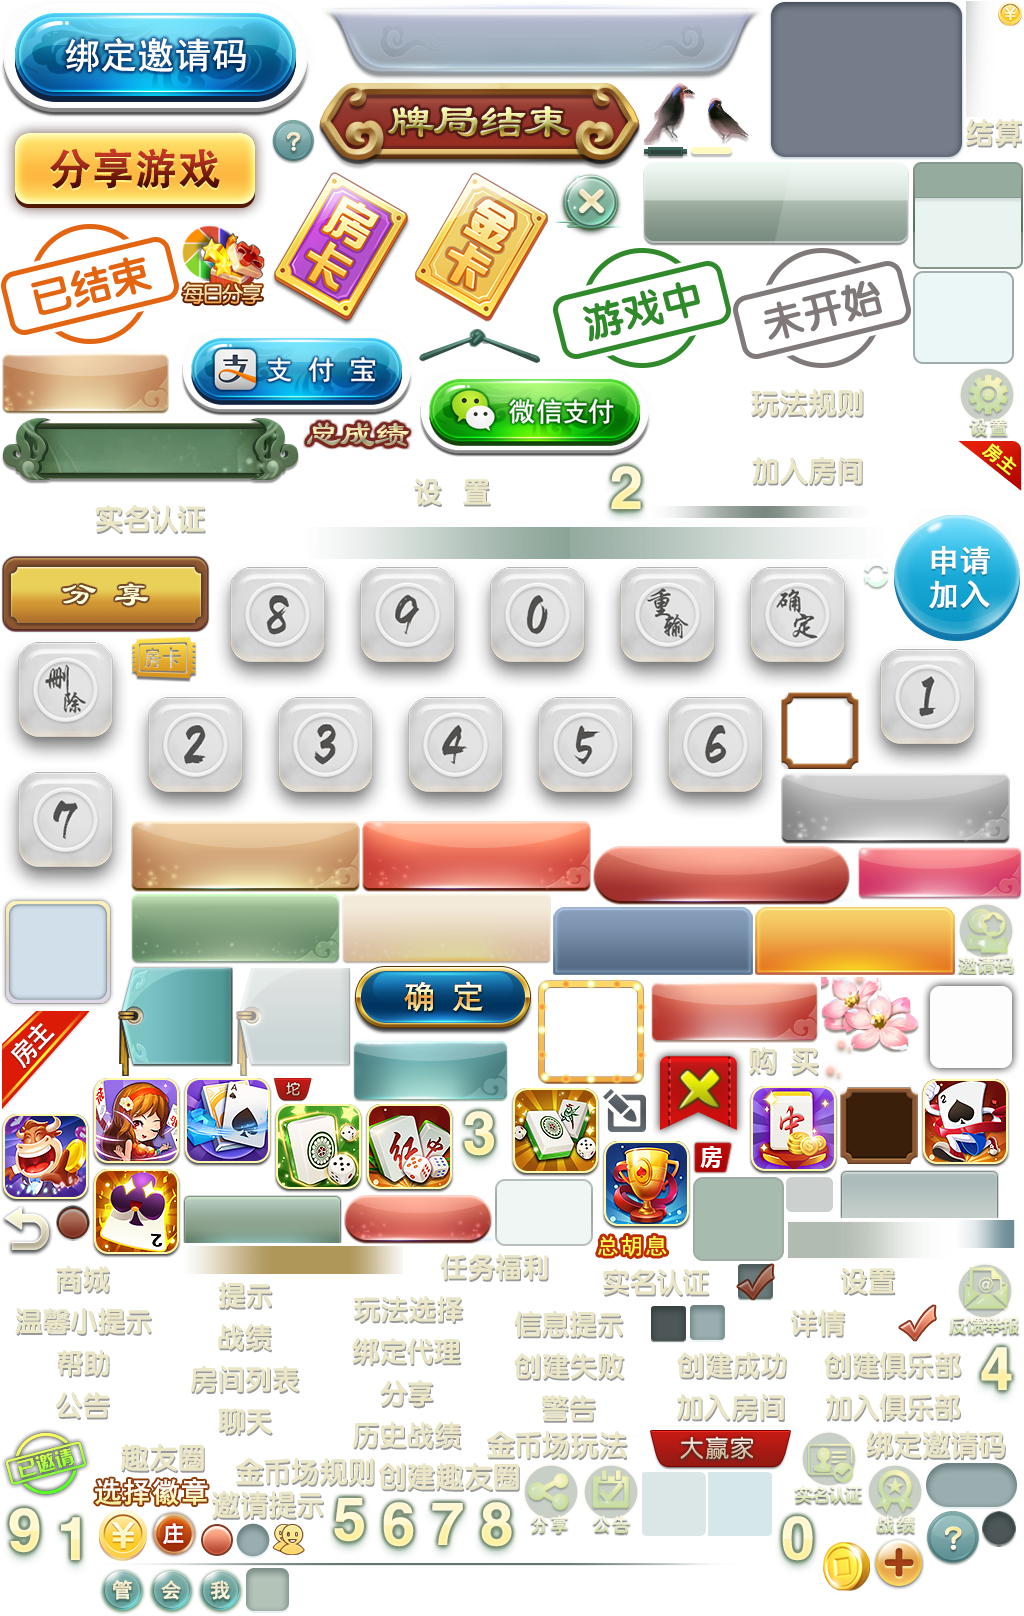 绑定邀请码
¥
牌局结束
结算
分享游戏
?
房卡
金卡
已结束
每日分享
游戏中
未开始
支付宝
微信支付
玩法规则
设置
总成绩
房主
加入房间
设置
2
实名认证
申请
加入
分享
8
9
0
重输
确定
删除
房卡
1
2
3
4
5
6
7
邀请码
确定
房主
购买
A
坨
3
中
2
房
2
总胡息
任务福利
商城
提示
实名认证
设置
温馨小提示
玩法选择
信息提示
详情
反馈举报
战绩
绑定代理
帮助
房间列表
创建失败
创建成功
创建俱乐部
4
公告
分享
警告
加入房间
加入俱乐部
聊天
历史战绩
金币场玩法
大赢家
绑定邀请码
已邀请
趣友圈
金币场规则
创建趣友圈
选择徽章
邀请提示
实名认证
分享
公告
战绩
9
1
¥
庄
5
6
7
8
0
?
管
会
我